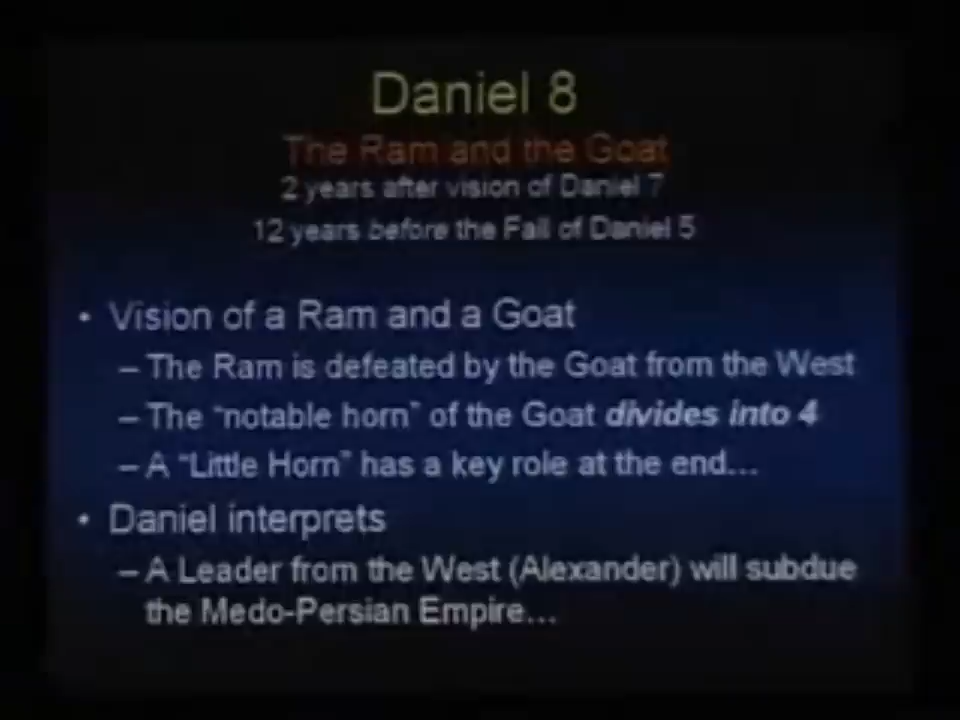 Daniel 8
The Ram and the Goat
2 years after vision of Daniel 7
12 years before the Fall of Daniel 5
• Vision of a Ram and a Goat
– The Ram is defeated by the Goat from the West
– The “notable horn” of the Goat divides into 4
– A “Little Horn” has a key role at the end…
• Daniel interprets
– A Leader from the West (Alexander) will subdue
the Medo-Persian Empire…